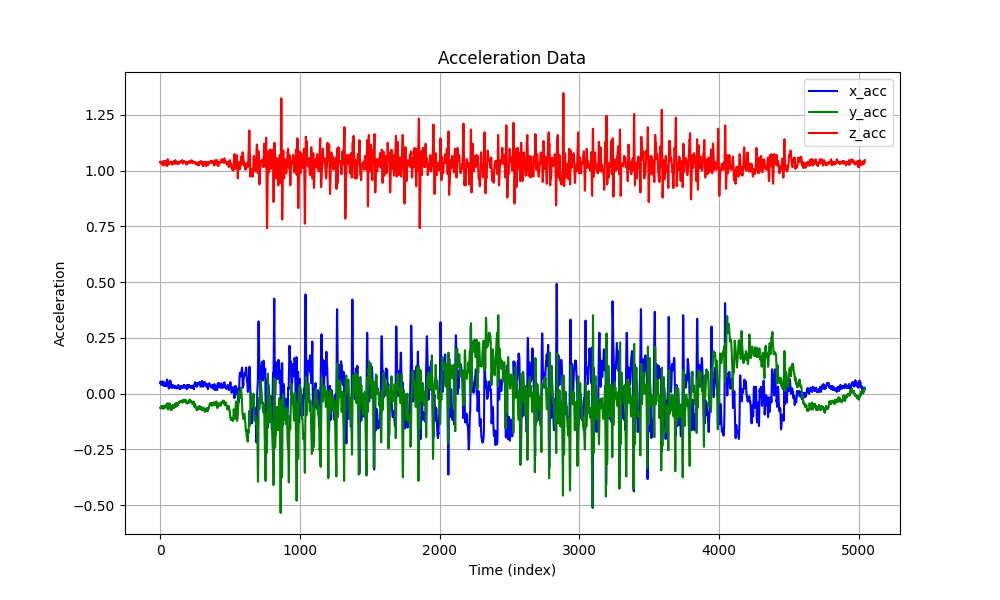 Acceleration Data
x_acc
y_acc
z_acc
1.25
1.00
0.75
0.50
0.25
0.00
−0.25
−0.50
Acceleration
0 1000 2000 3000 4000 5000
Time (index)